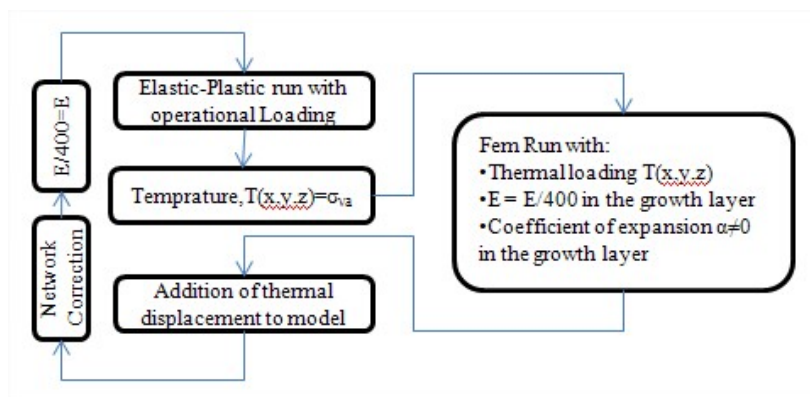 Elastic-Plastic run with
operational Loading
Temprature,T(x,y,z)=σva
Fem Run with:
•Thermal loading T(x,y,z)
•E = E/400 in the growth layer
•Coefficient of expansion α≠0
in the growth layer
Addition of thermal
displacement to model
Network
Correction
E/400=E